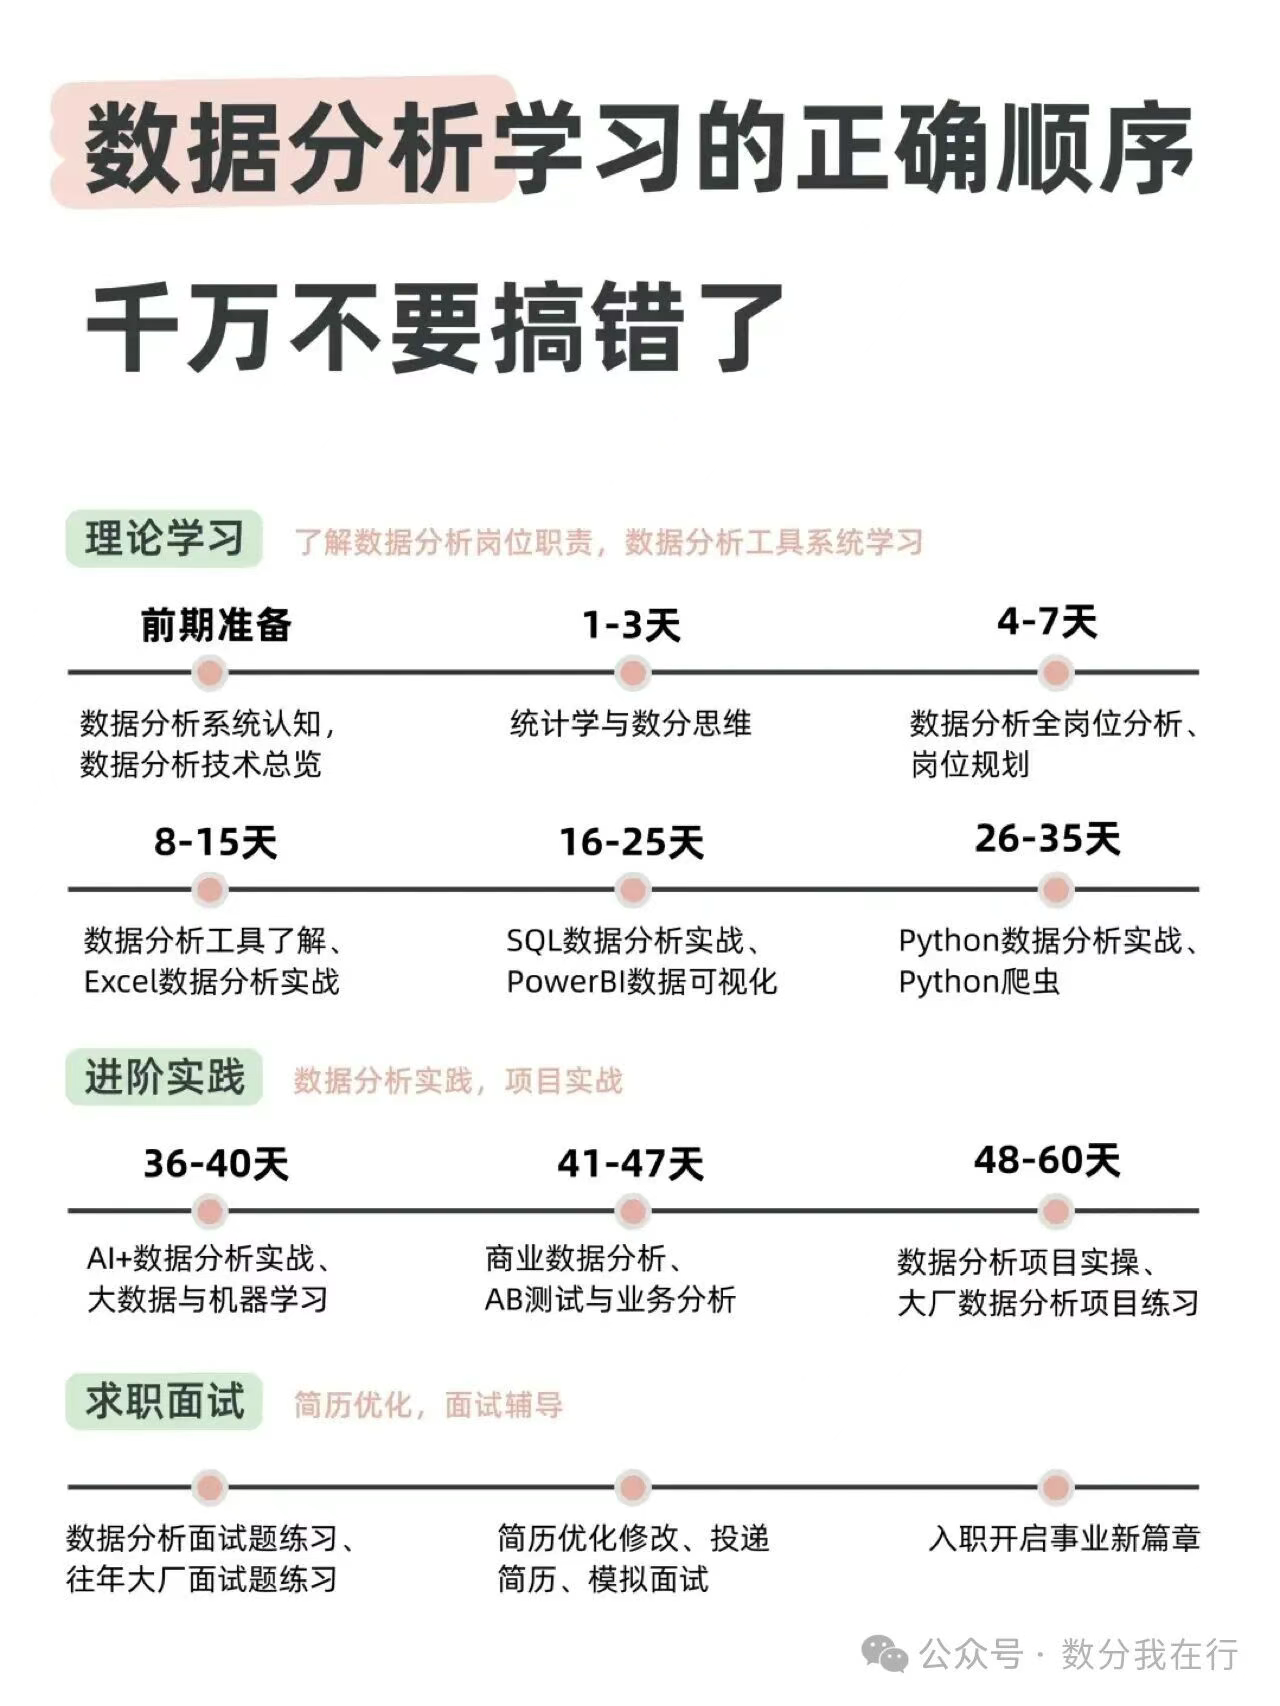 数据分析学习的正确顺序
千万不要搞错了
理论学习
了解数据分析岗位职责，数据分析工具系统学习
前期准备
1-3天
4-7天
数据分析系统认知，
数据分析技术总览
统计学与数分思维
数据分析全岗位分析、
岗位规划
8-15天
16-25天
26-35天
数据分析工具了解、
Excel数据分析实战
SQL数据分析实战、
PowerBI数据可视化
Python数据分析实战、
Python爬虫
进阶实践
数据分析实践，项目实战
36-40天
41-47天
48-60天
AI+数据分析实战、
大数据与机器学习
商业数据分析、
AB测试与业务分析
数据分析项目实操、
大厂数据分析项目练习
求职面试
简历优化，面试辅导
数据分析面试题练习、
往年大厂面试题练习
简历优化修改、投递
简历、模拟面试
入职开启事业新篇章
公众号·数分我在行